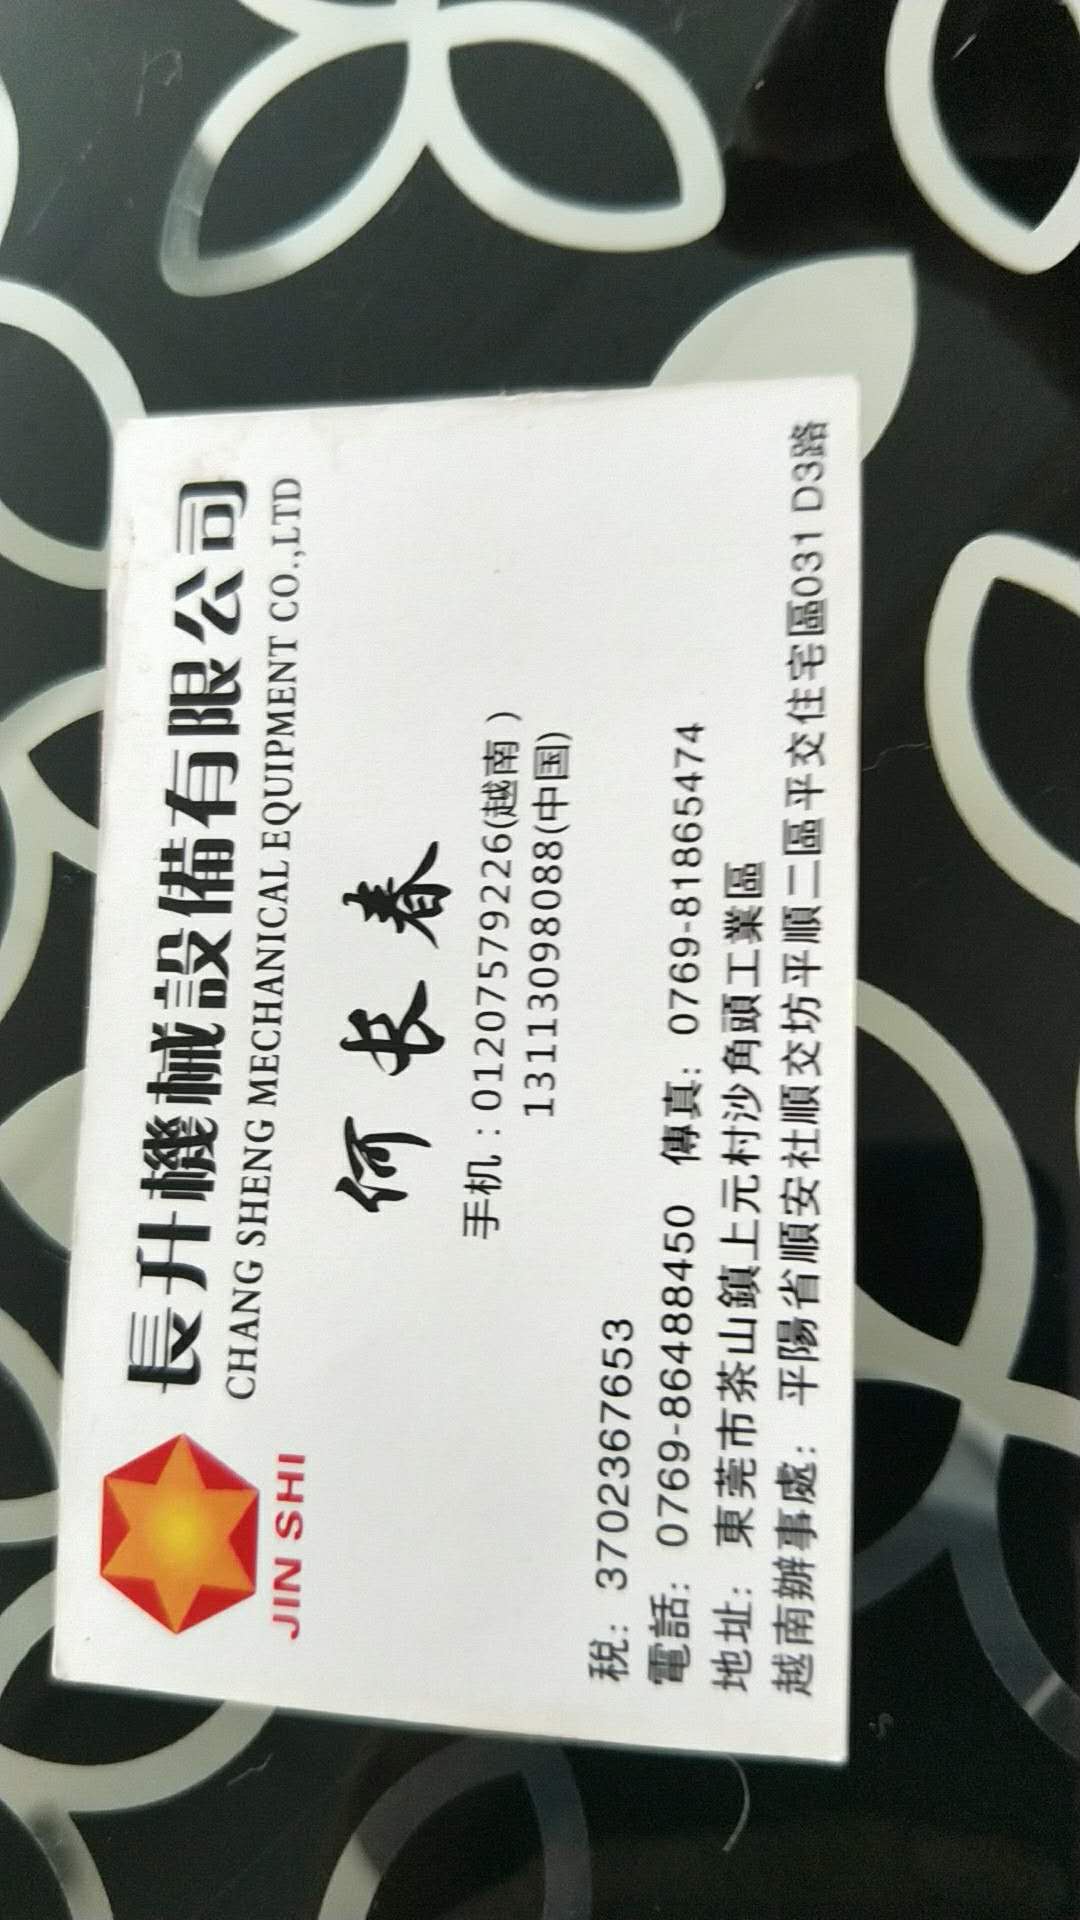 長升機械設備有限公司
CHANG SHENG MECHANICAL EQUIPMENT CO.,LTD
JIN SHI
何长春
手机：01207579226(越南)
13113098088(中国)
税: 3702367653
電話: 0769-86488450 傳真: 0769-81865474
地址: 東莞市茶山鎮上元村沙角頭工業區
越南辦事處: 平陽省順安社順交坊平順二區平交住宅區031 D3路